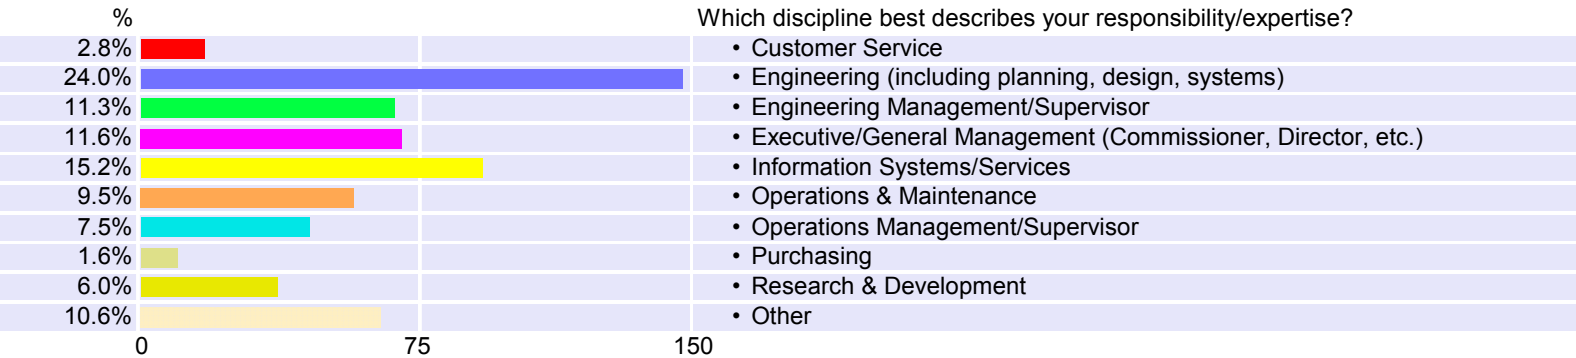 % Which discipline best describes your responsibility/expertise?
2.8% • Customer Service
24.0% • Engineering (including planning, design, systems)
11.3% • Engineering Management/Supervisor
11.6% • Executive/General Management (Commissioner, Director, etc.)
15.2% • Information Systems/Services
9.5% • Operations & Maintenance
7.5% • Operations Management/Supervisor
1.6% • Purchasing
6.0% • Research & Development
10.6% • Other
0 75 150